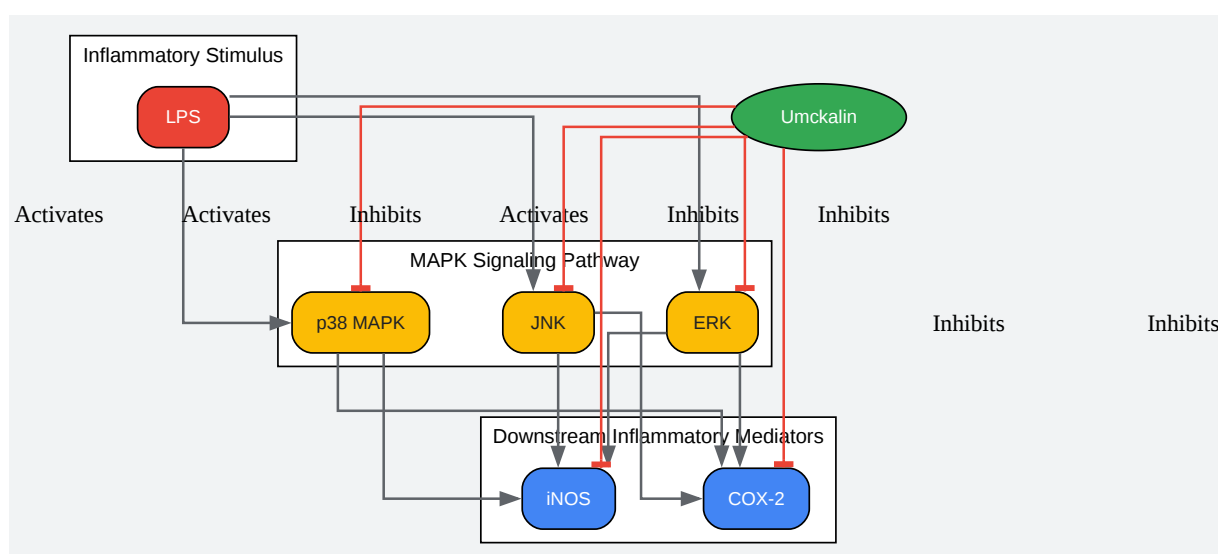 Inflammatory Stimulus
LPS
Umckalin
Activates
Activates
Inhibits
Activates
Inhibits
Inhibits
MAPK Signaling Pathway
p38 MAPK
JNK
ERK
Inhibits
Inhibits
Downstream Inflammatory Mediators
iNOS
COX-2